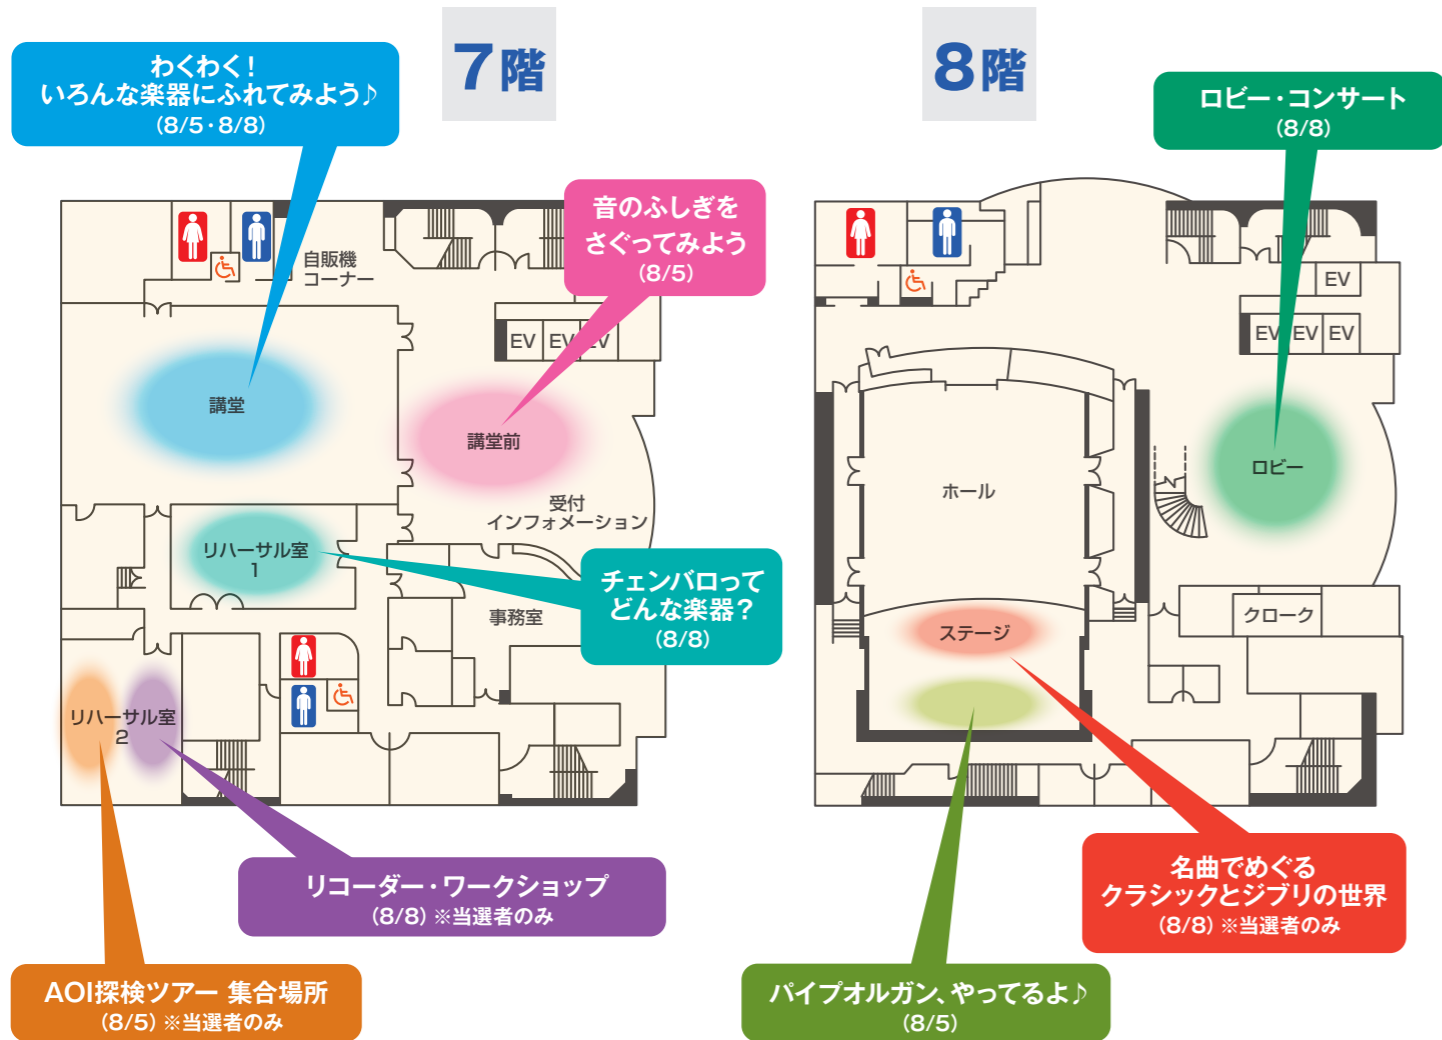 7階
8階
わくわく！
いろんな楽器にふれてみよう♪
(8/5・8/8)
ロビー・コンサート
(8/8)
音のふしぎを
さぐってみよう
(8/5)
自販機
コーナー
EV
EV
EV
EV
EV
EV
EV
講堂
講堂前
受付
インフォメーション
ホール
ロビー
リハーサル室
1
チェンバロって
どんな楽器？
(8/8)
事務室
クローク
ステージ
リハーサル室
2
リコーダー・ワークショップ
(8/8) ※当選者のみ
名曲でめぐる
クラシックとジブリの世界
(8/8) ※当選者のみ
AOI探検ツアー 集合場所
(8/5) ※当選者のみ
パイプオルガン、やってるよ♪
(8/5)